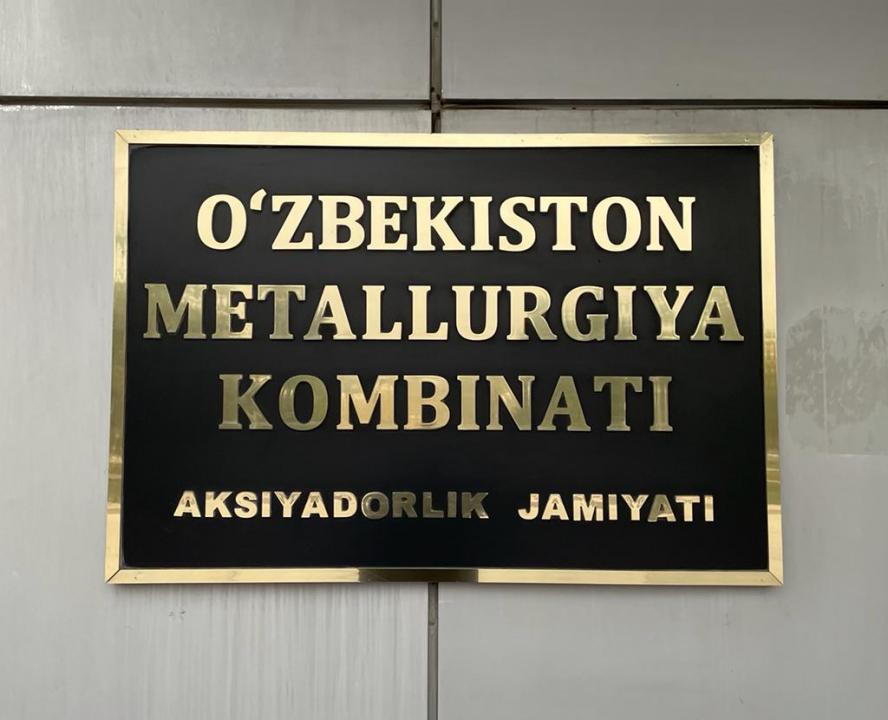 O‘ZBEKISTON
METALLURGIYA
KOMBINATI
AKSIYADORLIK JAMIYATI